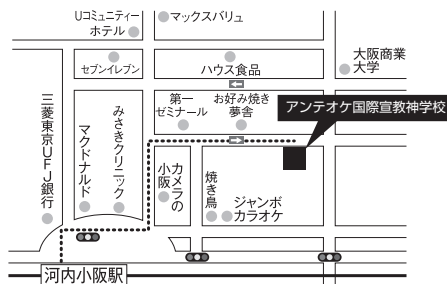 Uコミュニティー
ホテル
マックスバリュ
セブンイレブン
ハウス食品
大阪商業
大学
第一
ゼミナール
お好み焼き
夢舎
アンテオケ国際宣教神学校
三菱東京UFJ銀行
マクドナルド
みさきクリニック
カメラの
小阪
焼き鳥
ジャンボ
カラオケ
河内小阪駅